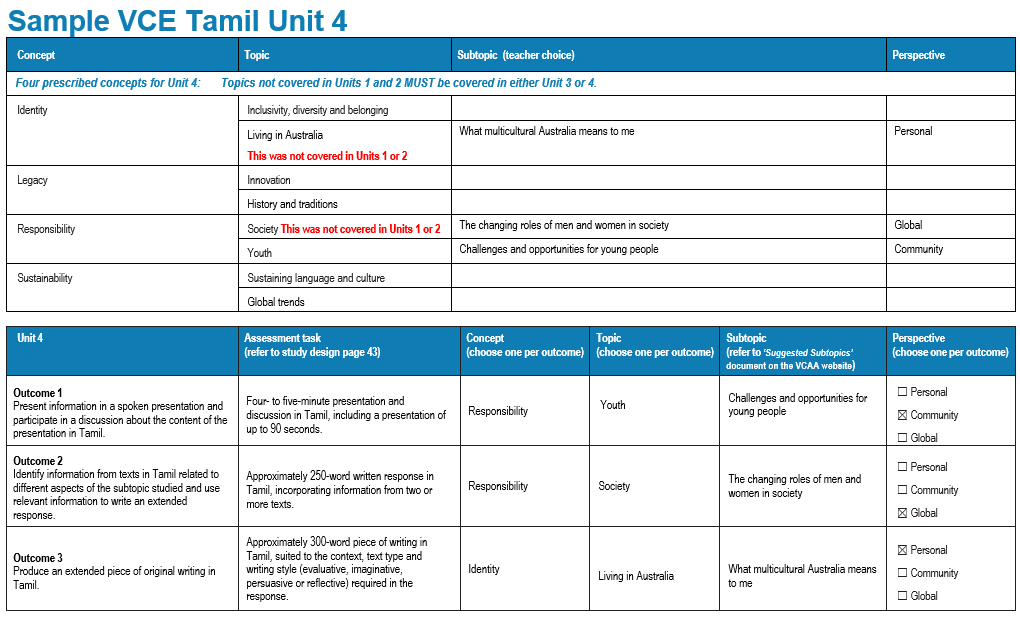 Sample VCE Tamil Unit 4
Concept Topic Subtopic (teacher choice) Perspective
Four prescribed concepts for Unit 4: Topics not covered in Units 1 and 2 MUST be covered in either Unit 3 or 4.
Identity Inclusivity, diversity and belonging
Living in Australia What multicultural Australia means to me Personal
This was not covered in Units 1 or 2
Legacy Innovation
History and traditions
Responsibility Society This was not covered in Units 1 or 2 The changing roles of men and women in society Global
Youth Challenges and opportunities for young people Community
Sustainability Sustaining language and culture
Global trends
Unit 4
Assessment task
(refer to study design page 43)
Concept
(choose one per outcome)
Topic
(choose one per outcome)
Subtopic
(refer to 'Suggested Subtopics'
document on the VCAA website)
Perspective
(choose one per outcome)
Outcome 1
Present information in a spoken presentation and
participate in a discussion about the content of the
presentation in Tamil.
Four- to five-minute presentation and
discussion in Tamil, including a presentation of
up to 90 seconds.
Responsibility
Youth
Challenges and opportunities for
young people
☐ Personal
☒ Community
☐ Global
Outcome 2
Identify information from texts in Tamil related to
different aspects of the subtopic studied and use
relevant information to write an extended
response.
Approximately 250-word written response in
Tamil, incorporating information from two or
more texts.
Responsibility
Society
The changing roles of men and
women in society
☐ Personal
☐ Community
☒ Global
Outcome 3
Produce an extended piece of original writing in
Tamil.
Approximately 300-word piece of writing in
Tamil, suited to the context, text type and
writing style (evaluative, imaginative,
persuasive or reflective) required in the
response.
Identity
Living in Australia
What multicultural Australia means
to me
☒ Personal
☐ Community
☐ Global